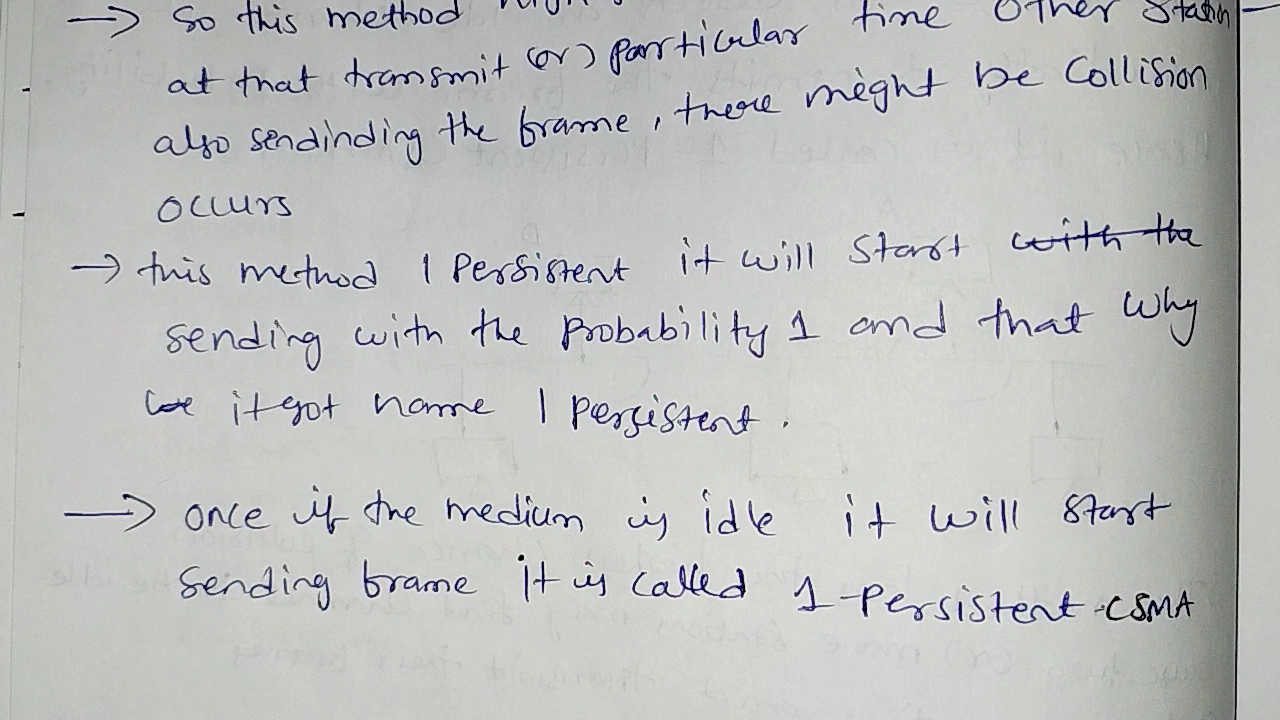 → So this method high
time Other Station
at that transmit (or) particular
also sendinding the frame, there might be Collision
occurs
→ this method 1 Persistent it will Start with the
sending with the Probability 1 and that why
we it got name 1 Persistent.
→ once if the medium is idle it will Start
Sending frame It is called 1-Persistent-CSMA